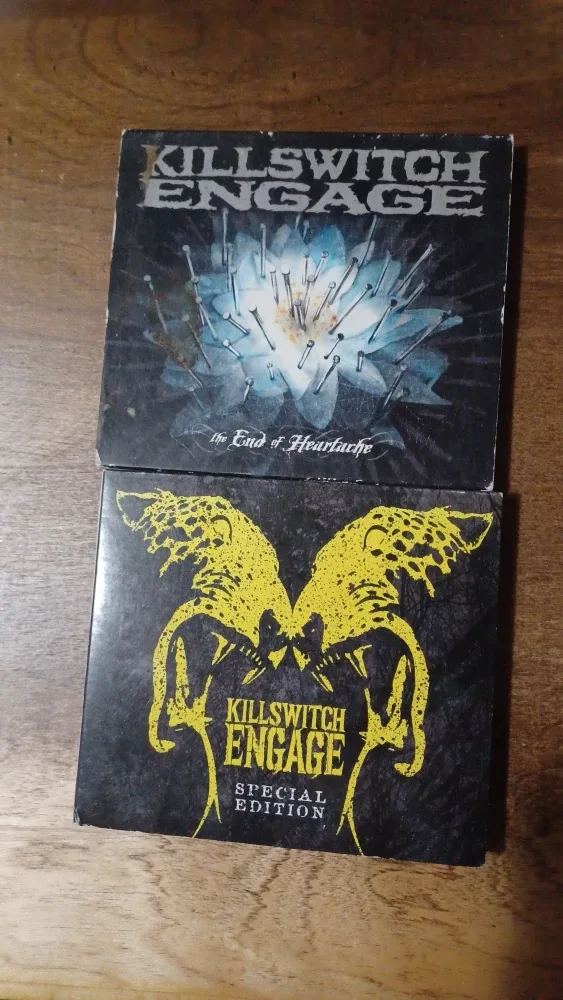 KILLSWITCH
ENGAGE
the End of Heartache
KILLSWITCH
ENGAGE
SPECIAL
EDITION